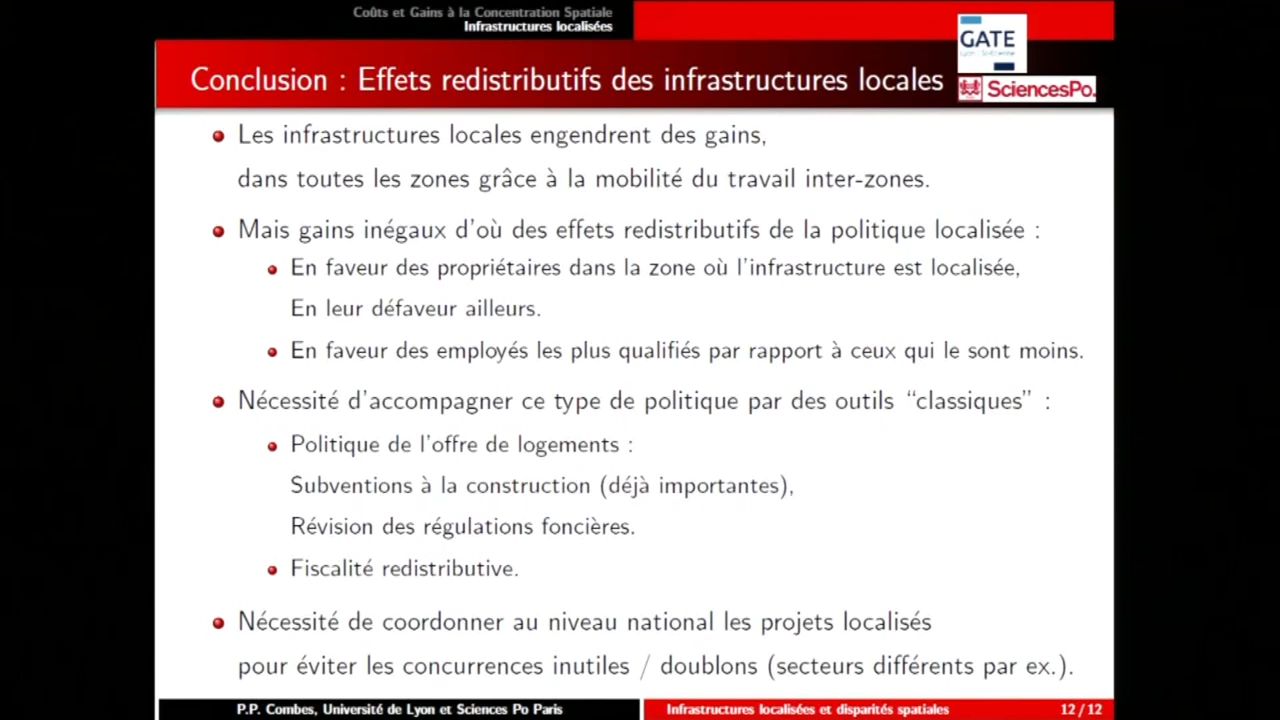 Coûts et Gains à la Concentration Spatiale
Infrastructures localisées
GATE
SciencesPo.
Conclusion : Effets redistributifs des infrastructures locales
Les infrastructures locales engendrent des gains,
dans toutes les zones grâce à la mobilité du travail inter-zones.
Mais gains inégaux d'où des effets redistributifs de la politique localisée :
En faveur des propriétaires dans la zone où l'infrastructure est localisée,
En leur défaveur ailleurs.
En faveur des employés les plus qualifiés par rapport à ceux qui le sont moins.
Nécessité d'accompagner ce type de politique par des outils “classiques” :
Politique de l'offre de logements :
Subventions à la construction (déjà importantes),
Révision des régulations foncières.
Fiscalité redistributive.
Nécessité de coordonner au niveau national les projets localisés
pour éviter les concurrences inutiles / doublons (secteurs différents par ex.).
P.P. Combes, Université de Lyon et Sciences Po Paris
Infrastructures localisées et disparités spatiales
12 / 12